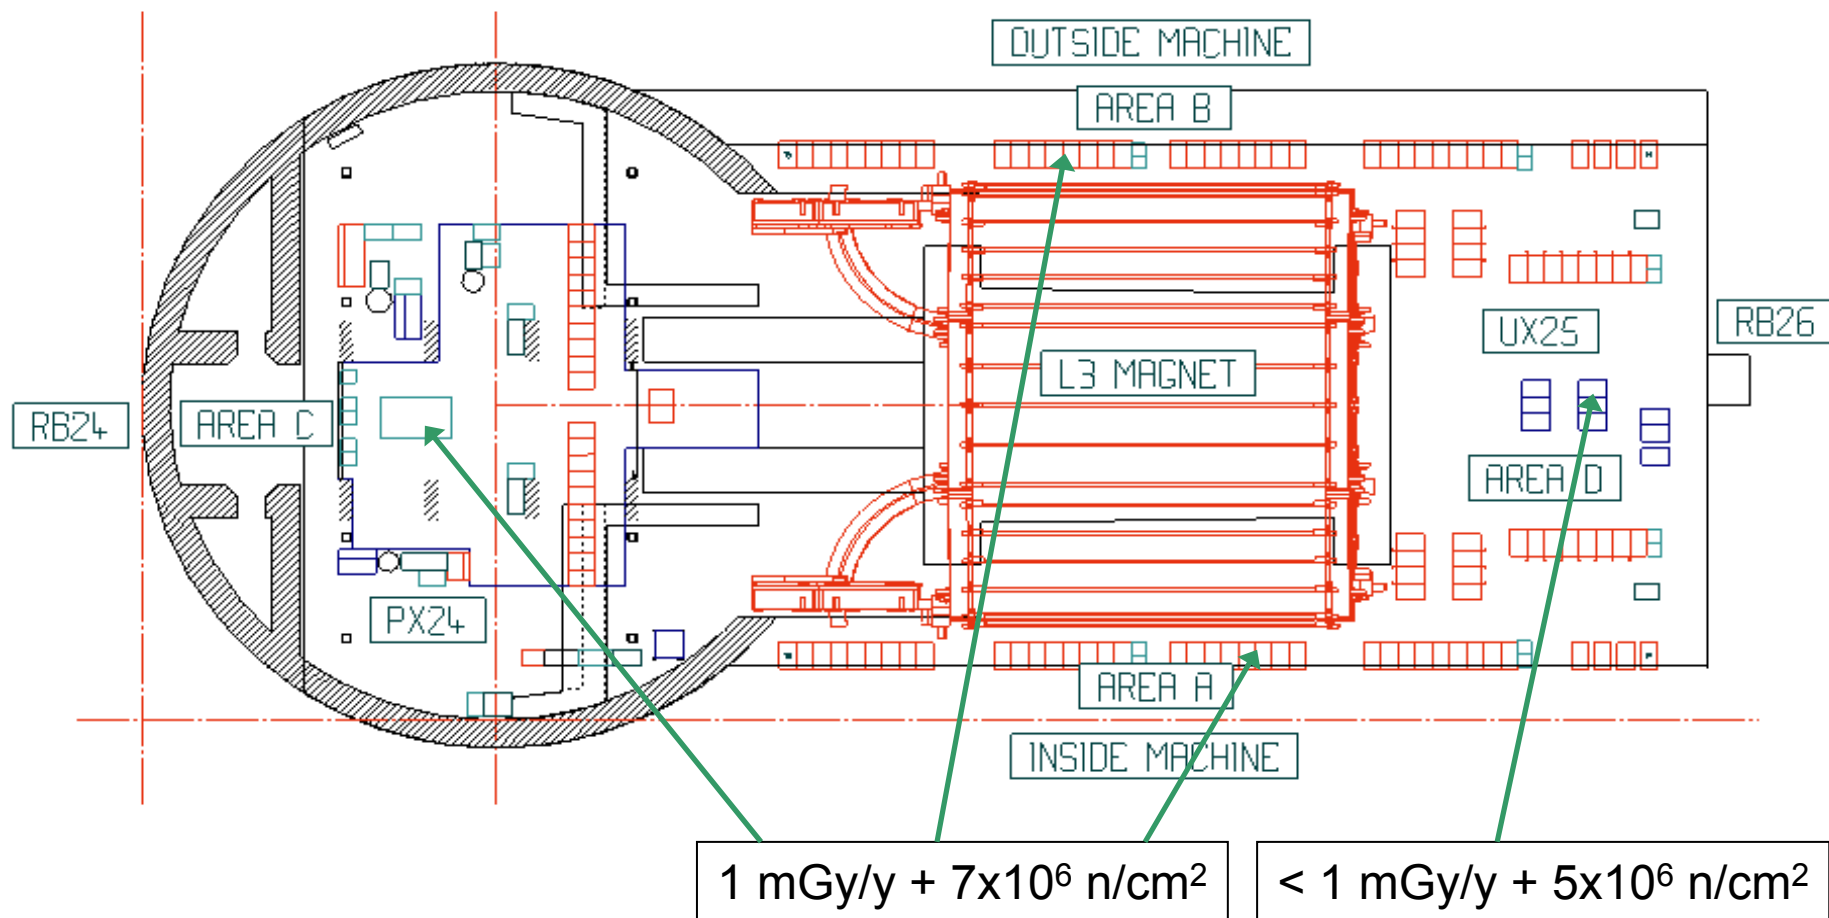 OUTSIDE MACHINE
AREA B
RB26
UX25
L3 MAGNET
RB24
AREA C
AREA D
PX24
AREA A
INSIDE MACHINE
1 mGy/y + 7x10⁶ n/cm²
< 1 mGy/y + 5x10⁶ n/cm²